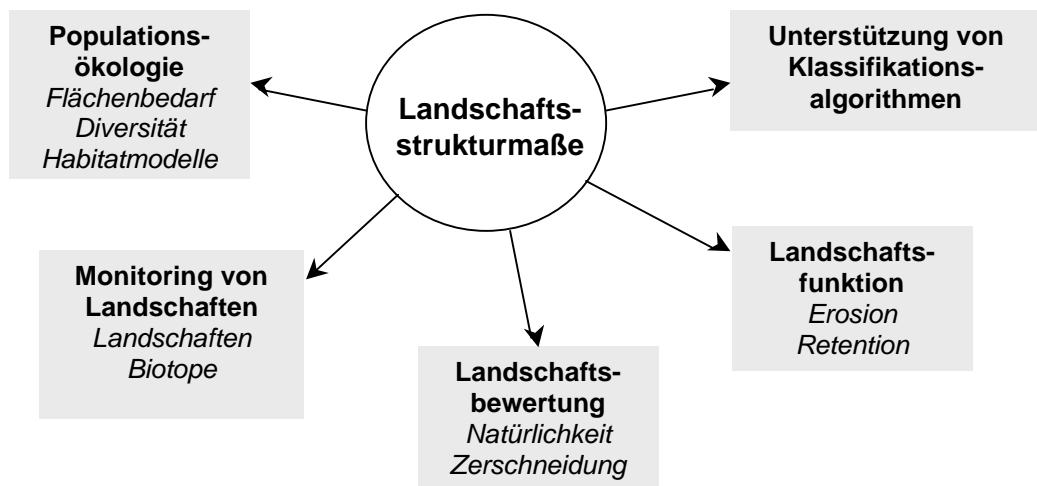 Populations-
ökologie
Flächenbedarf
Diversität
Habitatmodelle
Landschafts-
strukturmaße
Unterstützung von
Klassifikations-
algorithmen
Monitoring von
Landschaften
Landschaften
Biotope
Landschafts-
bewertung
Natürlichkeit
Zerschneidung
Landschafts-
funktion
Erosion
Retention